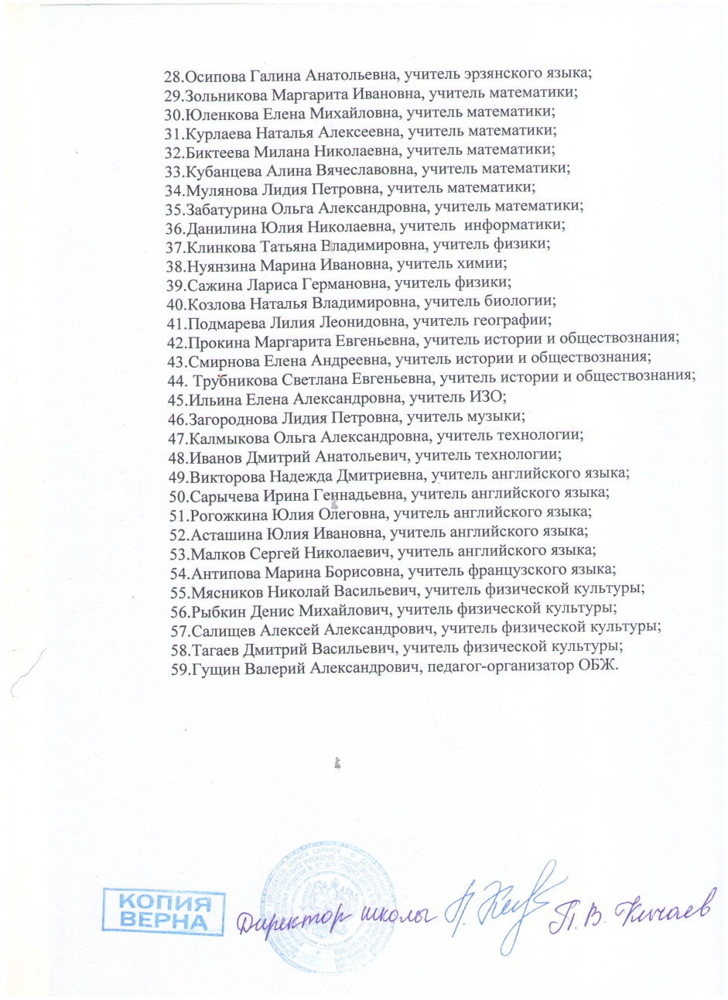 28.Осипова Галина Анатольевна, учитель эрзянского языка;
29.Зольникова Маргарита Ивановна, учитель математики;
30.Юленкова Елена Михайловна, учитель математики;
31.Курлаева Наталья Алексеевна, учитель математики;
32.Биктеева Милана Николаевна, учитель математики;
33.Кубанцева Алина Вячеславовна, учитель математики;
34.Мулянова Лидия Петровна, учитель математики;
35.Забатурина Ольга Александровна, учитель математики;
36.Данилина Юлия Николаевна, учитель  информатики;
37.Клинкова Татьяна Владимировна, учитель физики;
38.Нуянзина Марина Ивановна, учитель химии;
39.Сажина Лариса Германовна, учитель физики;
40.Козлова Наталья Владимировна, учитель биологии;
41.Подмарева Лилия Леонидовна, учитель географии;
42.Прокина Маргарита Евгеньевна, учитель истории и обществознания;
43.Смирнова Елена Андреевна, учитель истории и обществознания;
44. Трубникова Светлана Евгеньевна, учитель истории и обществознания;
45.Ильина Елена Александровна, учитель ИЗО;
46.Загороднова Лидия Петровна, учитель музыки;
47.Калмыкова Ольга Александровна, учитель технологии;
48.Иванов Дмитрий Анатольевич, учитель технологии;
49.Викторова Надежда Дмитриевна, учитель английского языка;
50.Сарычева Ирина Геннадьевна, учитель английского языка;
51.Рогожкина Юлия Олеговна, учитель английского языка;
52.Асташина Юлия Ивановна, учитель английского языка;
53.Малков Сергей Николаевич, учитель английского языка;
54.Антипова Марина Борисовна, учитель французского языка;
55.Мясников Николай Васильевич, учитель физической культуры;
56.Рыбкин Денис Михайлович, учитель физической культуры;
57.Салищев Алексей Александрович, учитель физической культуры;
58.Тагаев Дмитрий Васильевич, учитель физической культуры;
59.Гущин Валерий Александрович, педагог-организатор ОБЖ.
КОПИЯ
ВЕРНА
Директор школы П. В. Кичаев